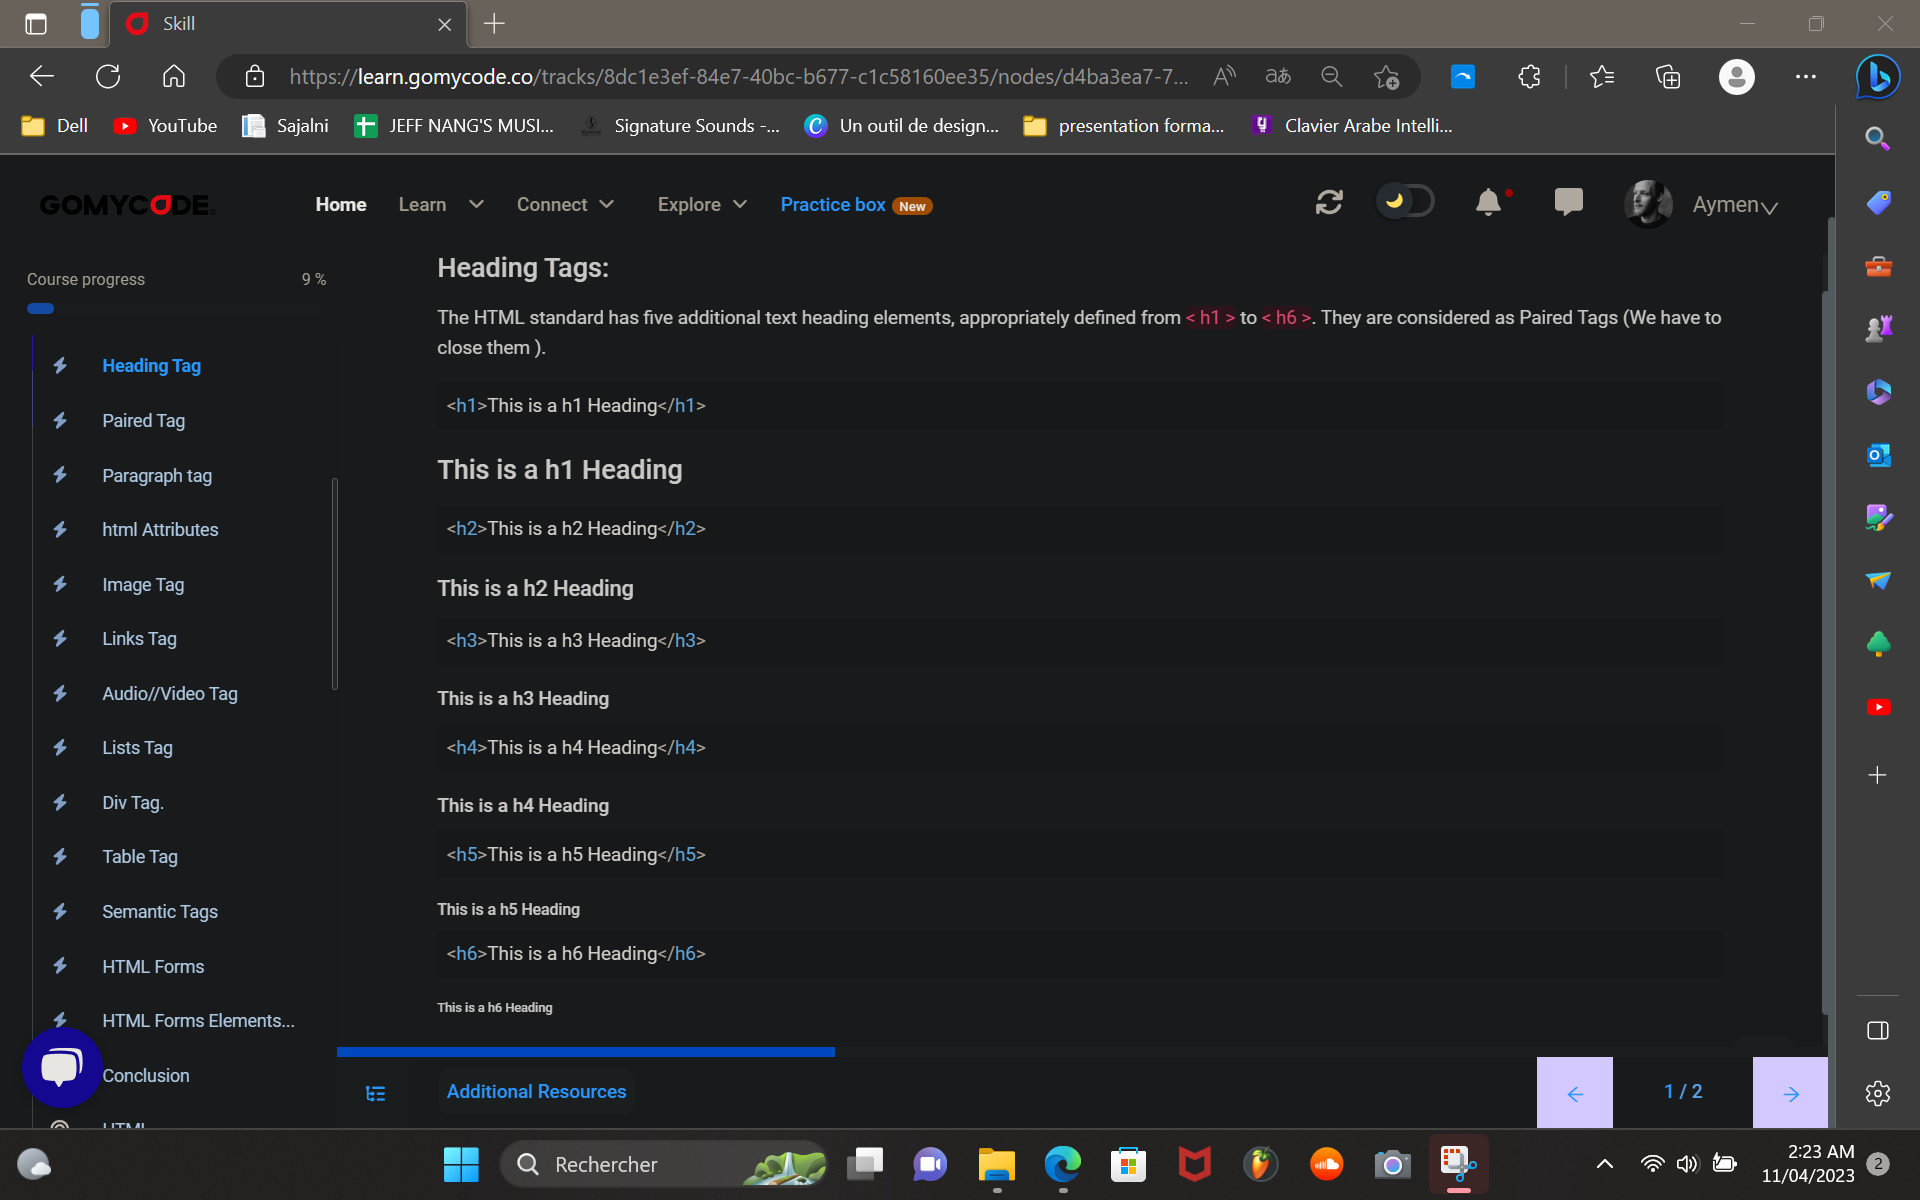 Skill
https://learn.gomycode.co/tracks/8dc1e3ef-84e7-40bc-b677-c1c58160ee35/nodes/d4ba3ea7-7...
Dell YouTube Sajalni JEFF NANG'S MUSI... Signature Sounds -... Un outil de design... presentation forma... Clavier Arabe Intelli...
GOMYCODE Home Learn Connect Explore Practice box New Aymen
Course progress 9 %
Heading Tag
Paired Tag
Paragraph tag
html Attributes
Image Tag
Links Tag
Audio//Video Tag
Lists Tag
Div Tag.
Table Tag
Semantic Tags
HTML Forms
HTML Forms Elements...
Conclusion
HTML
Heading Tags:
The HTML standard has five additional text heading elements, appropriately defined from < h1 > to < h6 >. They are considered as Paired Tags (We have to
close them ).
<h1>This is a h1 Heading</h1>
This is a h1 Heading
<h2>This is a h2 Heading</h2>
This is a h2 Heading
<h3>This is a h3 Heading</h3>
This is a h3 Heading
<h4>This is a h4 Heading</h4>
This is a h4 Heading
<h5>This is a h5 Heading</h5>
This is a h5 Heading
<h6>This is a h6 Heading</h6>
This is a h6 Heading
Additional Resources 1 / 2
Rechercher
2:23 AM
11/04/2023 2